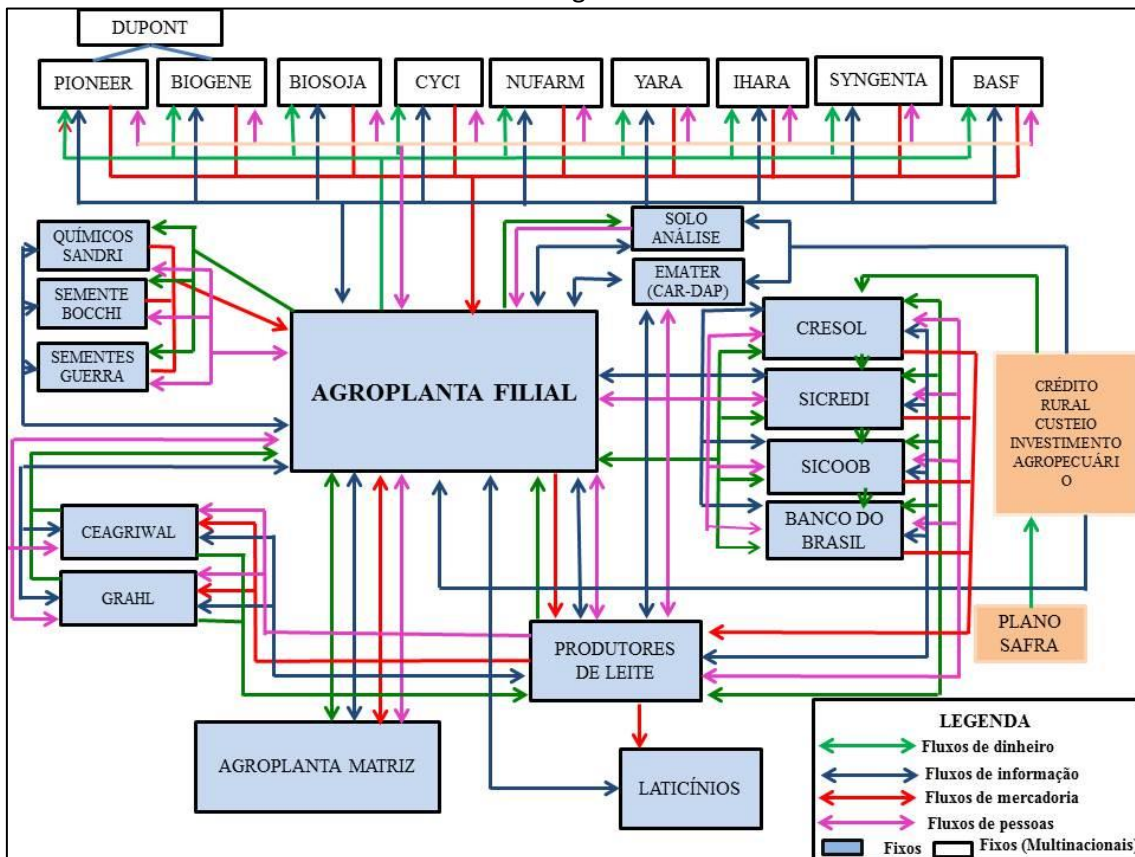 DUPONT
PIONEER
BIOGENE
BIOSOJA
CYCI
NUFARM
YARA
IHARA
SYNGENTA
BASF
QUÍMICOS
SANDRI
SEMENTE
BOCCHI
SEMENTES
GUERRA
SOLO
ANÁLISE
EMATER
(CAR-DAP)
AGROPLANTA FILIAL
CRESOL
SICREDI
SICOOB
BANCO DO
BRASIL
CRÉDITO
RURAL
CUSTEIO
INVESTIMENTO
AGROPECUÁRI
O
CEAGRIWAL
GRAHL
PRODUTORES
DE LEITE
PLANO
SAFRA
AGROPLANTA MATRIZ
LATICÍNIOS
LEGENDA
Fluxos de dinheiro
Fluxos de informação
Fluxos de mercadoria
Fluxos de pessoas
Fixos
Fixos (Multinacionais)